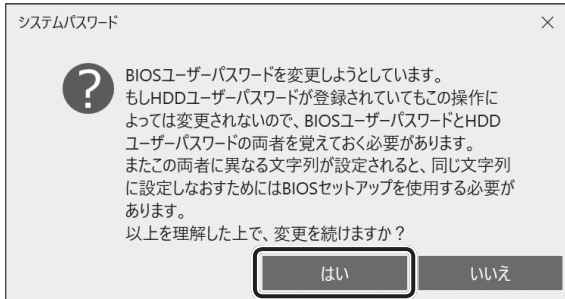 システムパスワード
BIOSユーザーパスワードを変更しようとしています。
もしHDDユーザーパスワードが登録されていてもこの操作に
よっては変更されないので、BIOSユーザーパスワードとHDD
ユーザーパスワードの両者を覚えておく必要があります。
またこの両者に異なる文字列が設定されると、同じ文字列
に設定しなおすためにはBIOSセットアップを使用する必要が
あります。
以上を理解した上で、変更を続けますか？
はい
いいえ